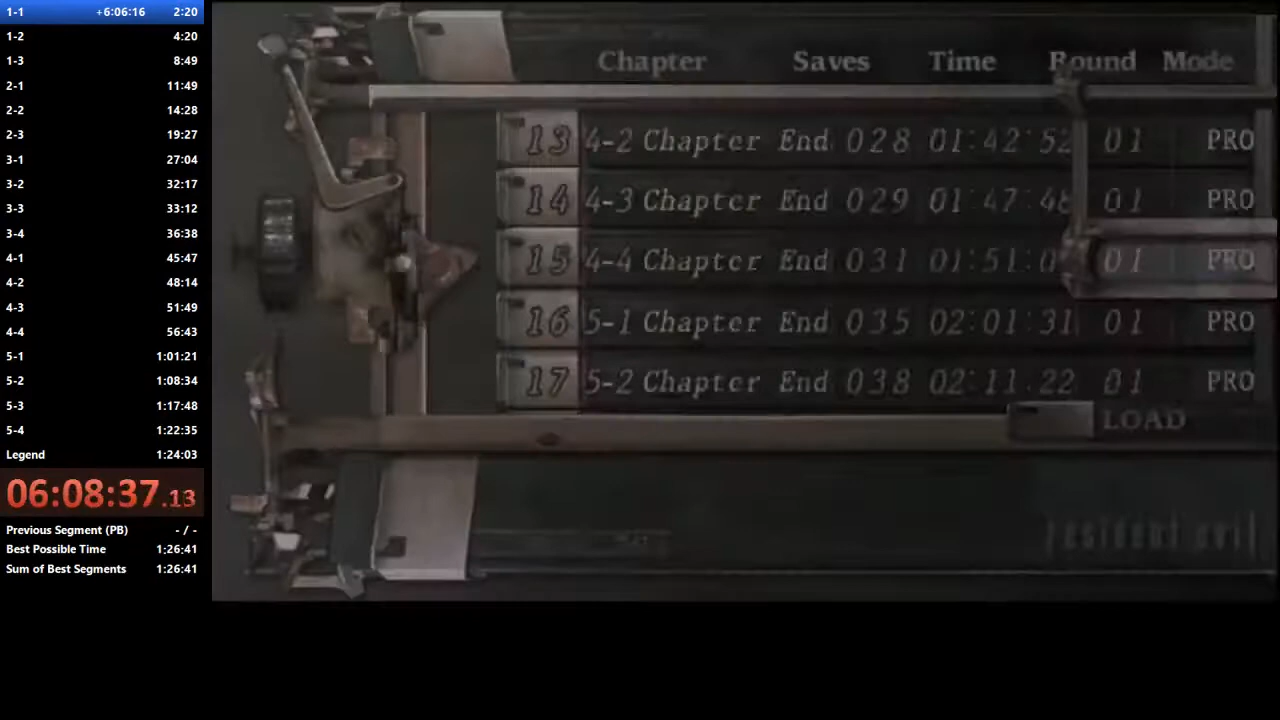 1-1 +6:06:16 2:20
1-2 4:20
1-3 8:49
2-1 11:49
2-2 14:28
2-3 19:27
3-1 27:04
3-2 32:17
3-3 33:12
3-4 36:38
4-1 45:47
4-2 48:14
4-3 51:49
4-4 56:43
5-1 1:01:21
5-2 1:08:34
5-3 1:17:48
5-4 1:22:35
Legend 1:24:03
06:08:37.13
Previous Segment (PB) - / -
Best Possible Time 1:26:41
Sum of Best Segments 1:26:41
Chapter Saves Time Round Mode
13 4-2 Chapter End 028 01:42:52 01 PRO
14 4-3 Chapter End 029 01:47:48 01 PRO
15 4-4 Chapter End 031 01:51:0 01 PRO
16 5-1 Chapter End 035 02:01:31 01 PRO
17 5-2 Chapter End 038 02:11:22 01 PRO
LOAD
resident evil